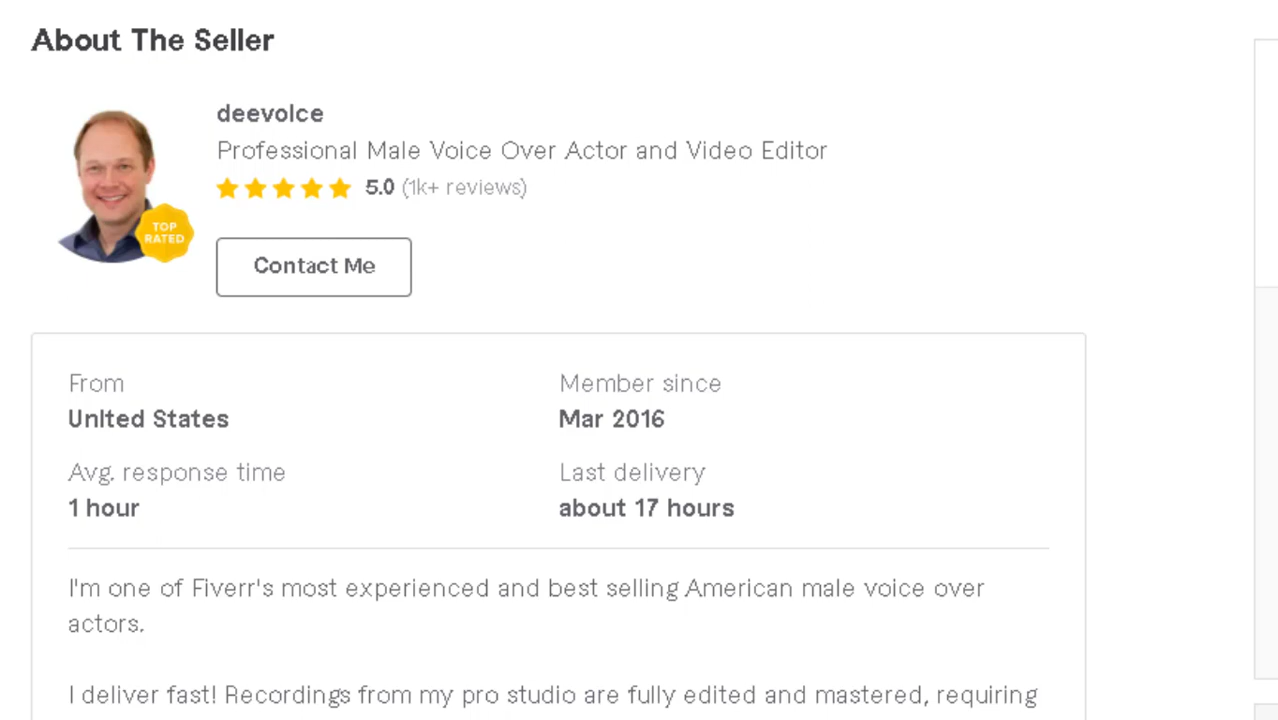 About The Seller
deevoice
Professional Male Voice Over Actor and Video Editor
5.0 (1k+ reviews)
TOP
RATED
Contact Me
From
United States
Member since
Mar 2016
Avg. response time
1 hour
Last delivery
about 17 hours
I'm one of Fiverr's most experienced and best selling American male voice over
actors.
I deliver fast! Recordings from my pro studio are fully edited and mastered, requiring